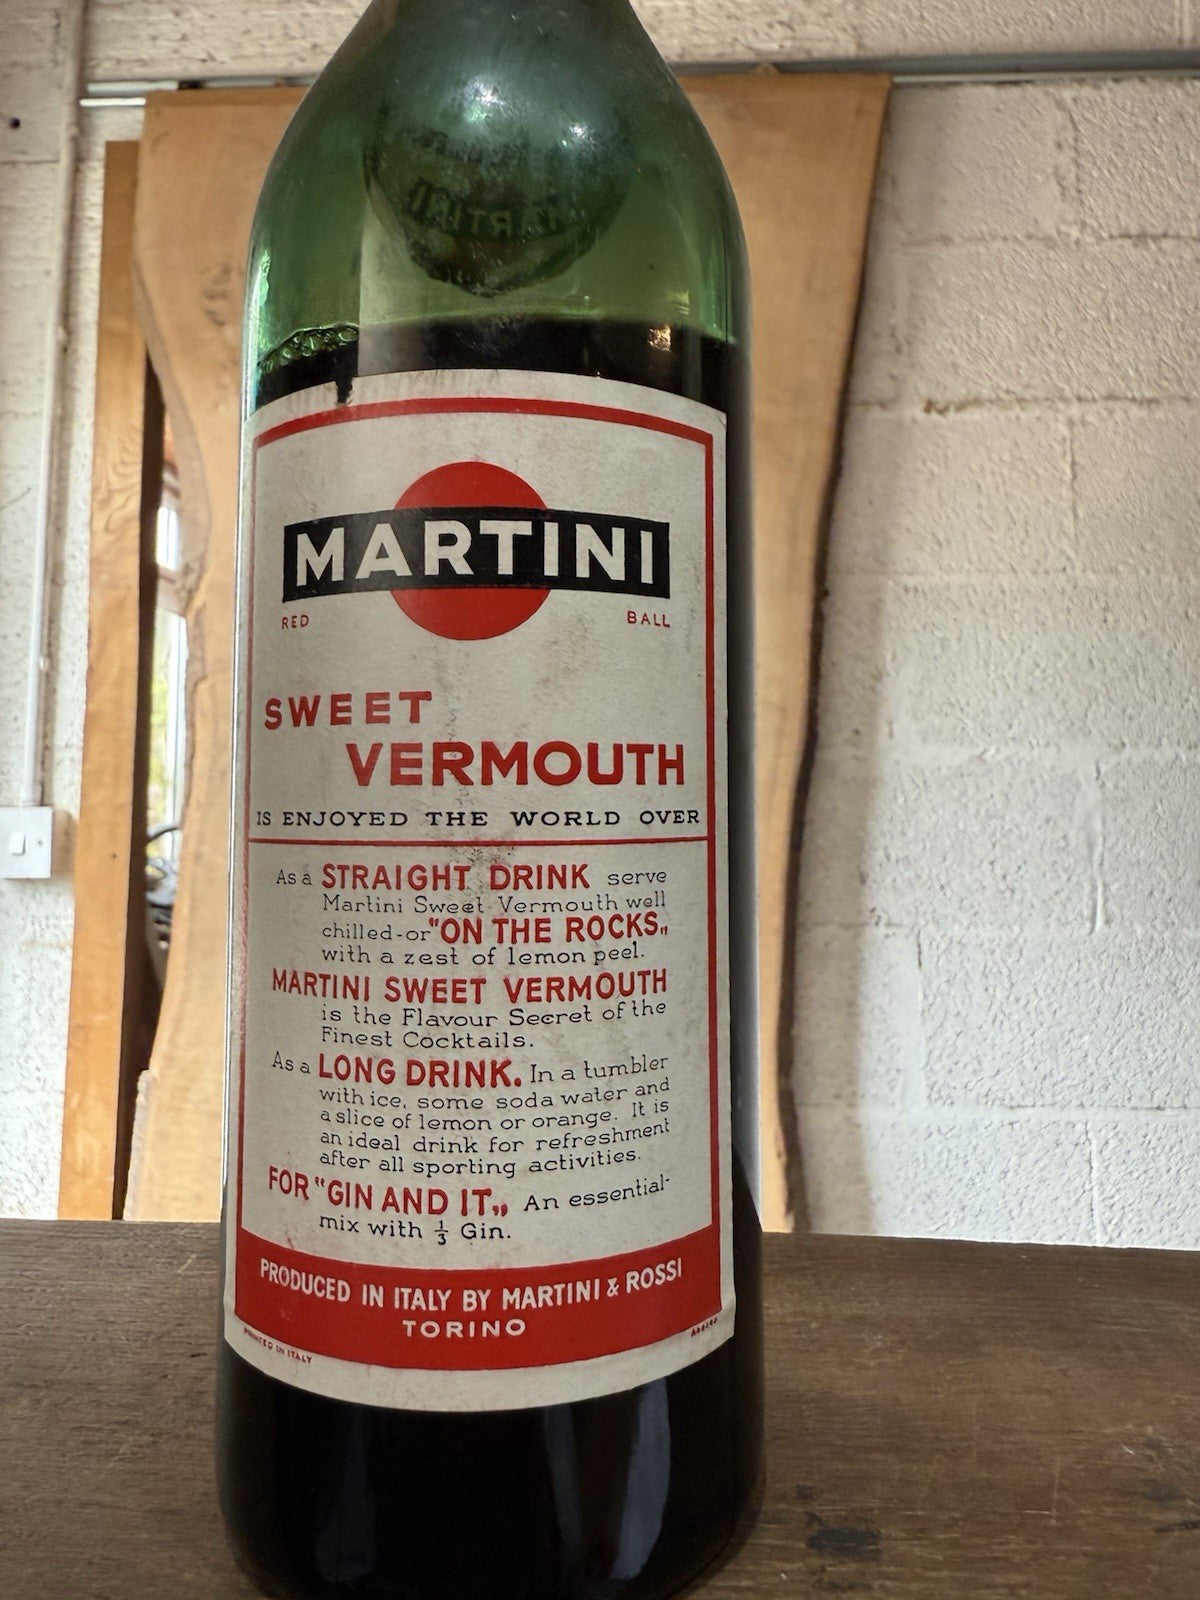 MARTINI
MARTINI
RED BALL
SWEET
VERMOUTH
IS ENJOYED THE WORLD OVER
As a STRAIGHT DRINK serve
Martini Sweet Vermouth well
chilled-or "ON THE ROCKS„
with a zest of lemon peel.
MARTINI SWEET VERMOUTH
is the Flavour Secret of the
Finest Cocktails.
As a LONG DRINK. In a tumbler
with ice, some soda water and
a slice of lemon or orange. It is
an ideal drink for refreshment
after all sporting activities.
FOR "GIN AND IT„ An essential-
mix with 1/3 Gin.
PRODUCED IN ITALY BY MARTINI & ROSSI
TORINO
PRINTED IN ITALY